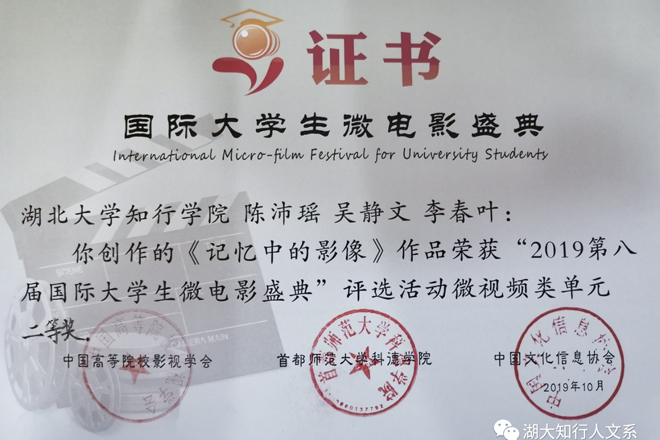 证书
国际大学生微电影盛典
International Micro-film Festival for University Students
湖北大学知行学院 陈沛瑶 吴静文 李春叶：
你创作的《记忆中的影像》作品荣获“2019第八
届国际大学生微电影盛典”评选活动微视频类单元
二等奖.
中国高等院校影视学会 首都师范大学科德学院 中国文化信息协会
2019年10月
湖大知行人文系